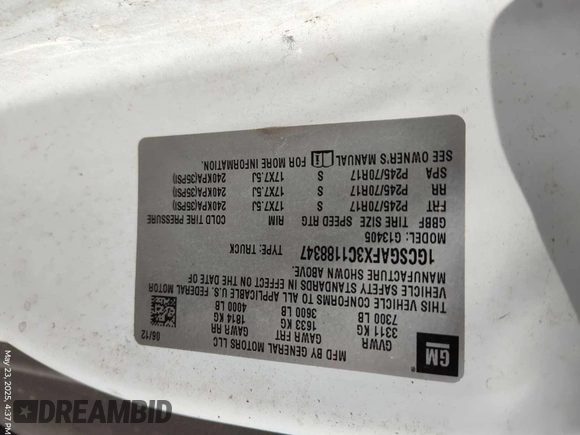 GM
MFD BY GENERAL MOTORS LLC
06/12
GVWR GAWR FRT GAWR RR
3311 KG 1633 KG 1814 KG
7300 LB 3600 LB 4000 LB
THIS VEHICLE CONFORMS TO ALL APPLICABLE U.S. FEDERAL MOTOR
VEHICLE SAFETY STANDARDS IN EFFECT ON THE DATE OF
MANUFACTURE SHOWN ABOVE.
1GCSGAFX3C1188347 TYPE: TRUCK
MODEL: G13405
GBBF TIRE SIZE SPEED RTG RIM COLD TIRE PRESSURE
FRT P245/70R17 S 17X7.5J 240KPA(35PSI)
RR P245/70R17 S 17X7.5J 240KPA(35PSI)
SPA P245/70R17 S 17X7.5J 240KPA(35PSI)
SEE OWNER'S MANUAL FOR MORE INFORMATION.
May 23, 2025, 4:37 PM
DREAMBID